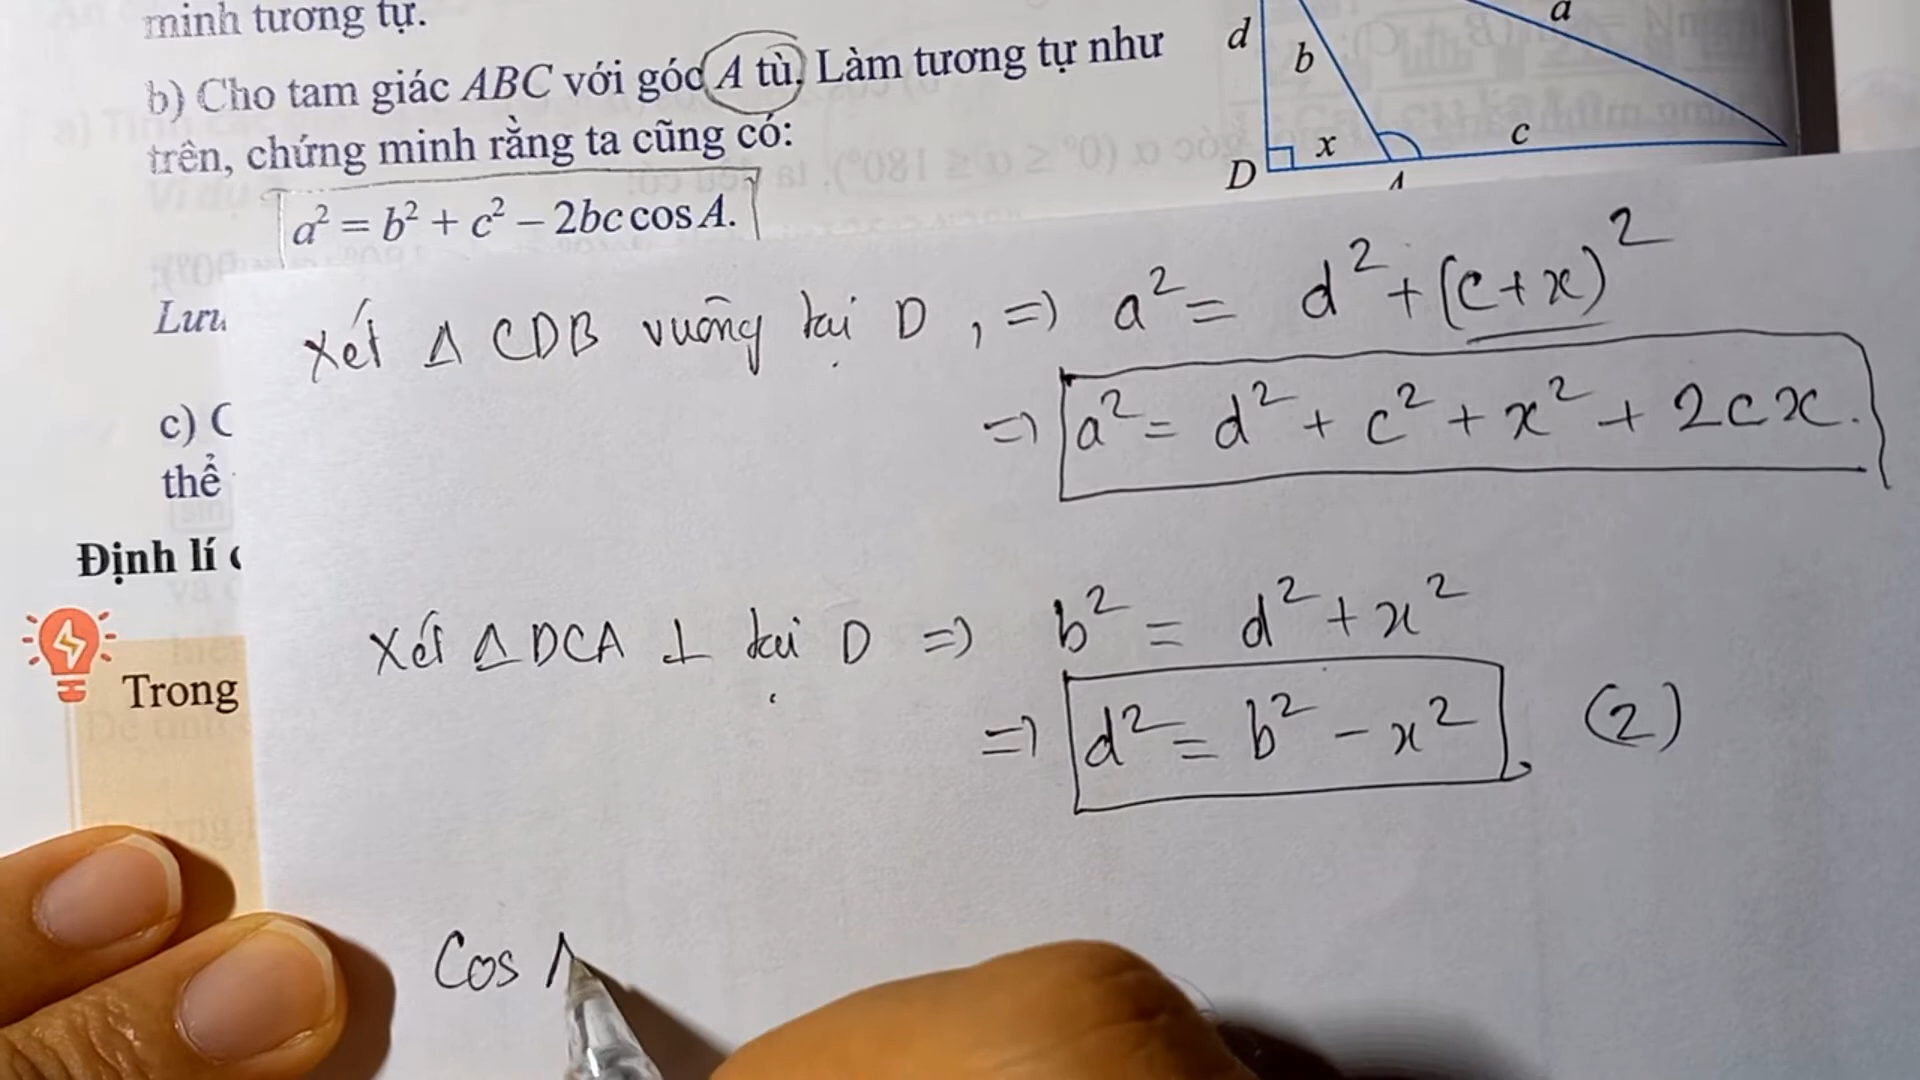 minh tương tự.
b) Cho tam giác ABC với góc A tù. Làm tương tự như
trên, chứng minh rằng ta cũng có:
a² = b² + c² – 2bc cos A.
d
b
a
x
c
D
A
Lưu
c) C
thể
Định lí
Trong
Xét Δ CDB vuông tại D , => a² = d² + (c+x)²
=> a² = d² + c² + x² + 2cx.
Xét Δ DCA ⊥ tại D => b² = d² + x²
=> d² = b² - x². (2)
Cos A